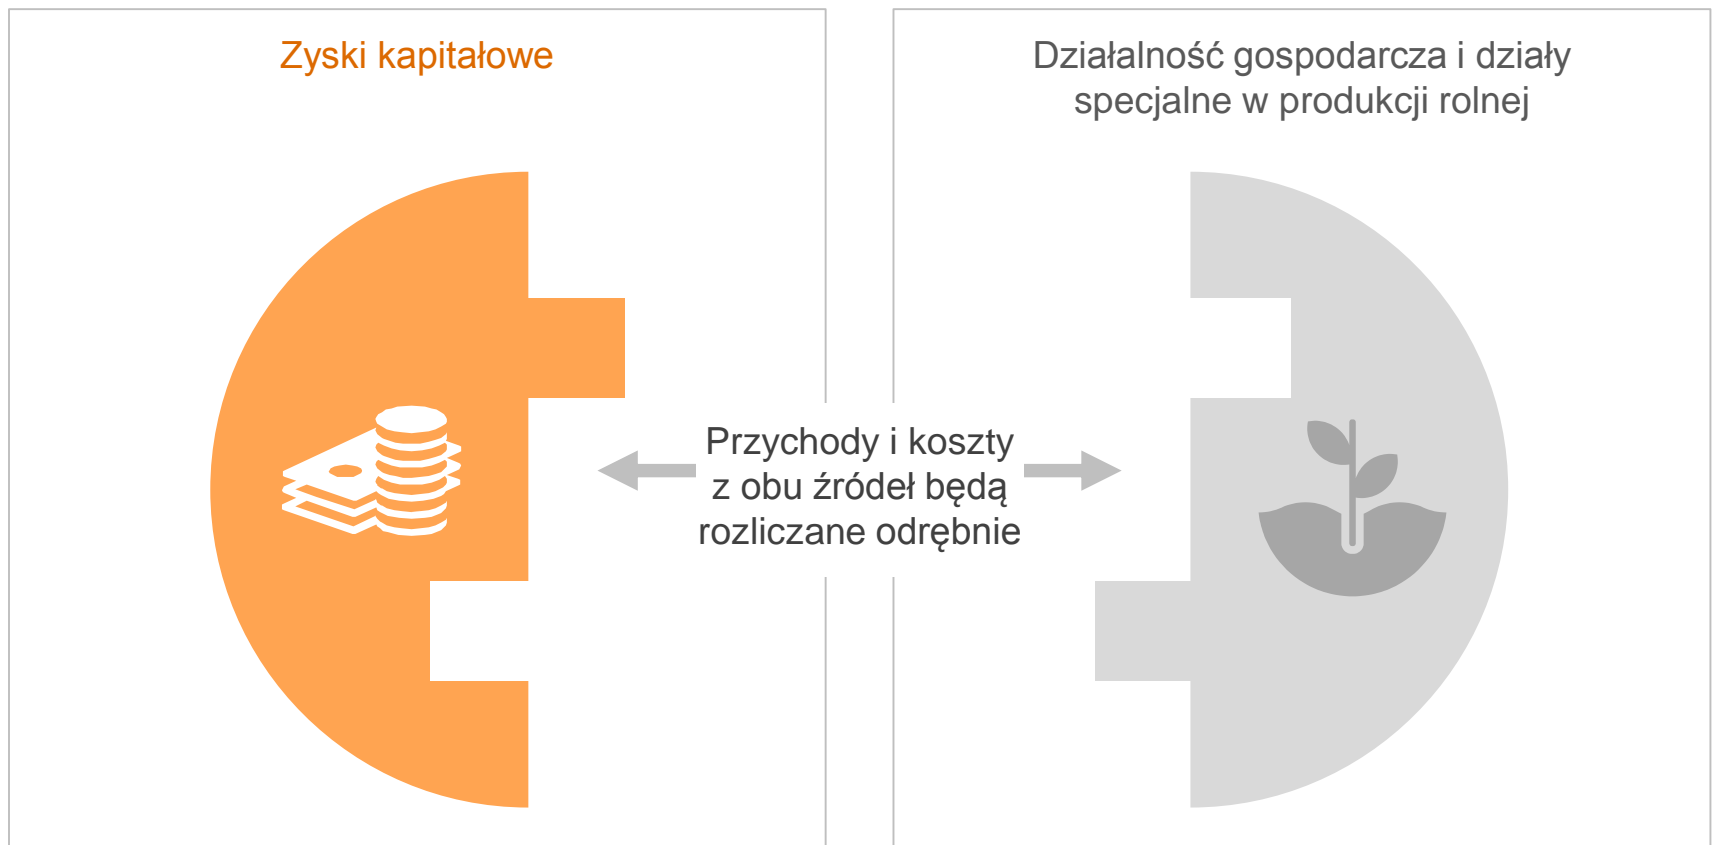 Zyski kapitałowe
Działalność gospodarcza i działy
specjalne w produkcji rolnej
Przychody i koszty
z obu źródeł będą
rozliczane odrębnie